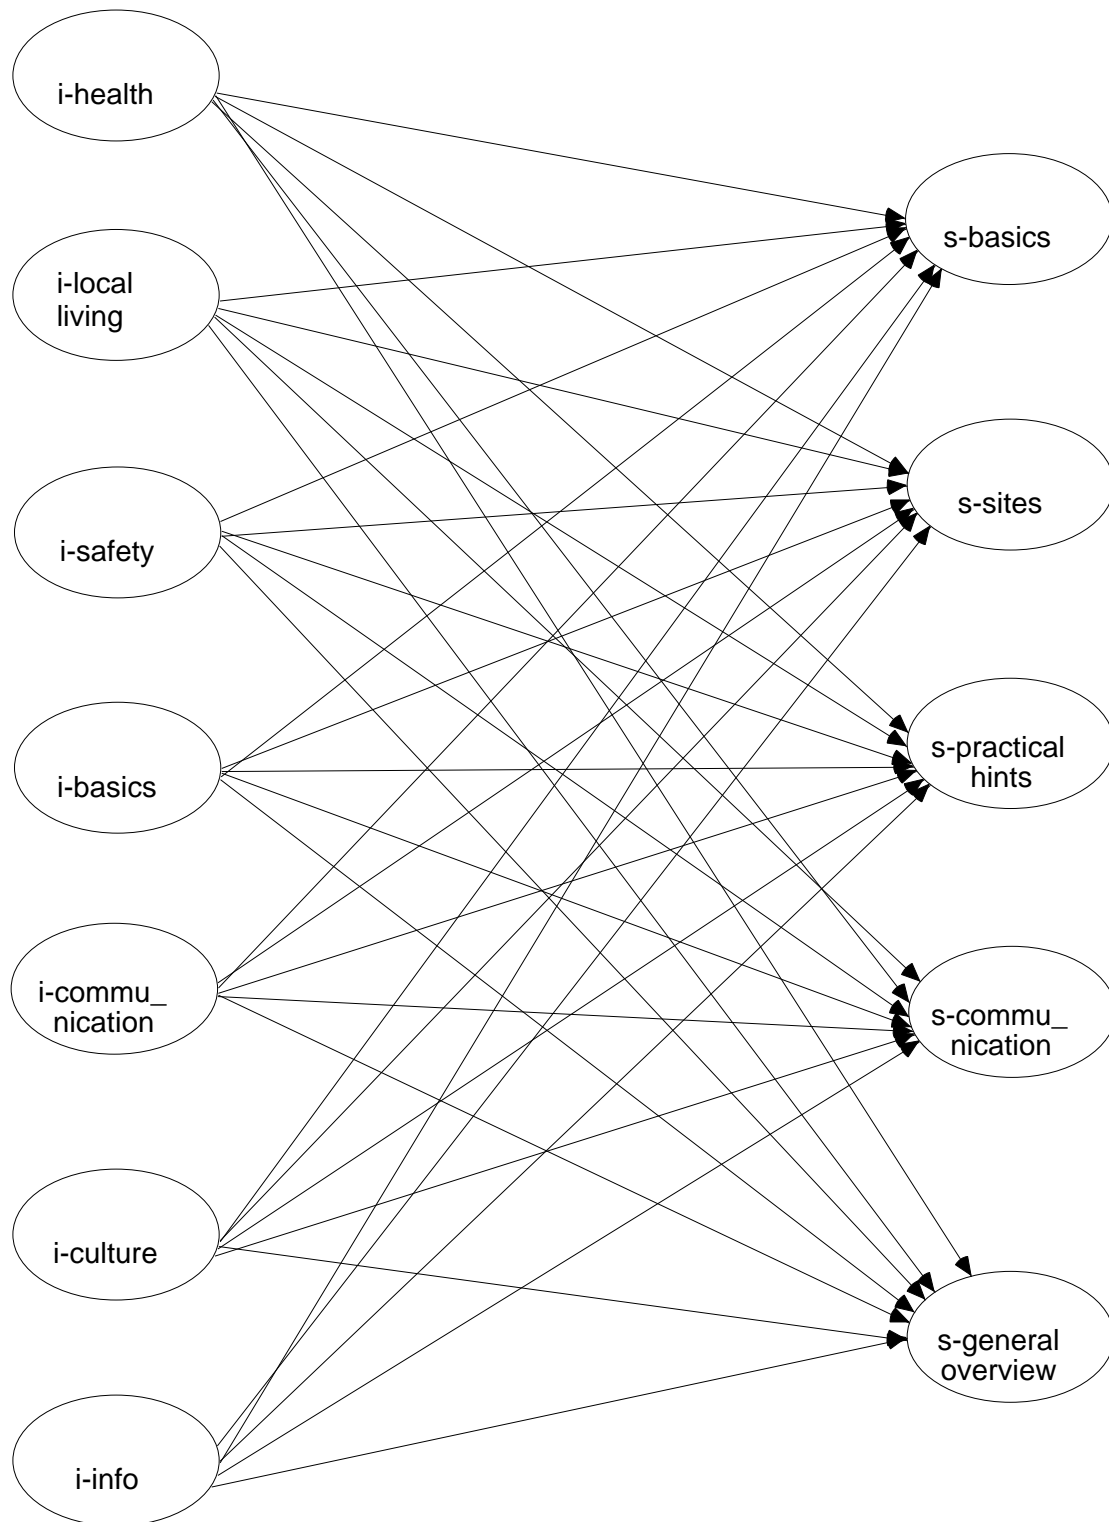 i-health
i-local
living
i-safety
i-basics
i-commu_
nication
i-culture
i-info
s-basics
s-sites
s-practical
hints
s-commu_
nication
s-general
overview